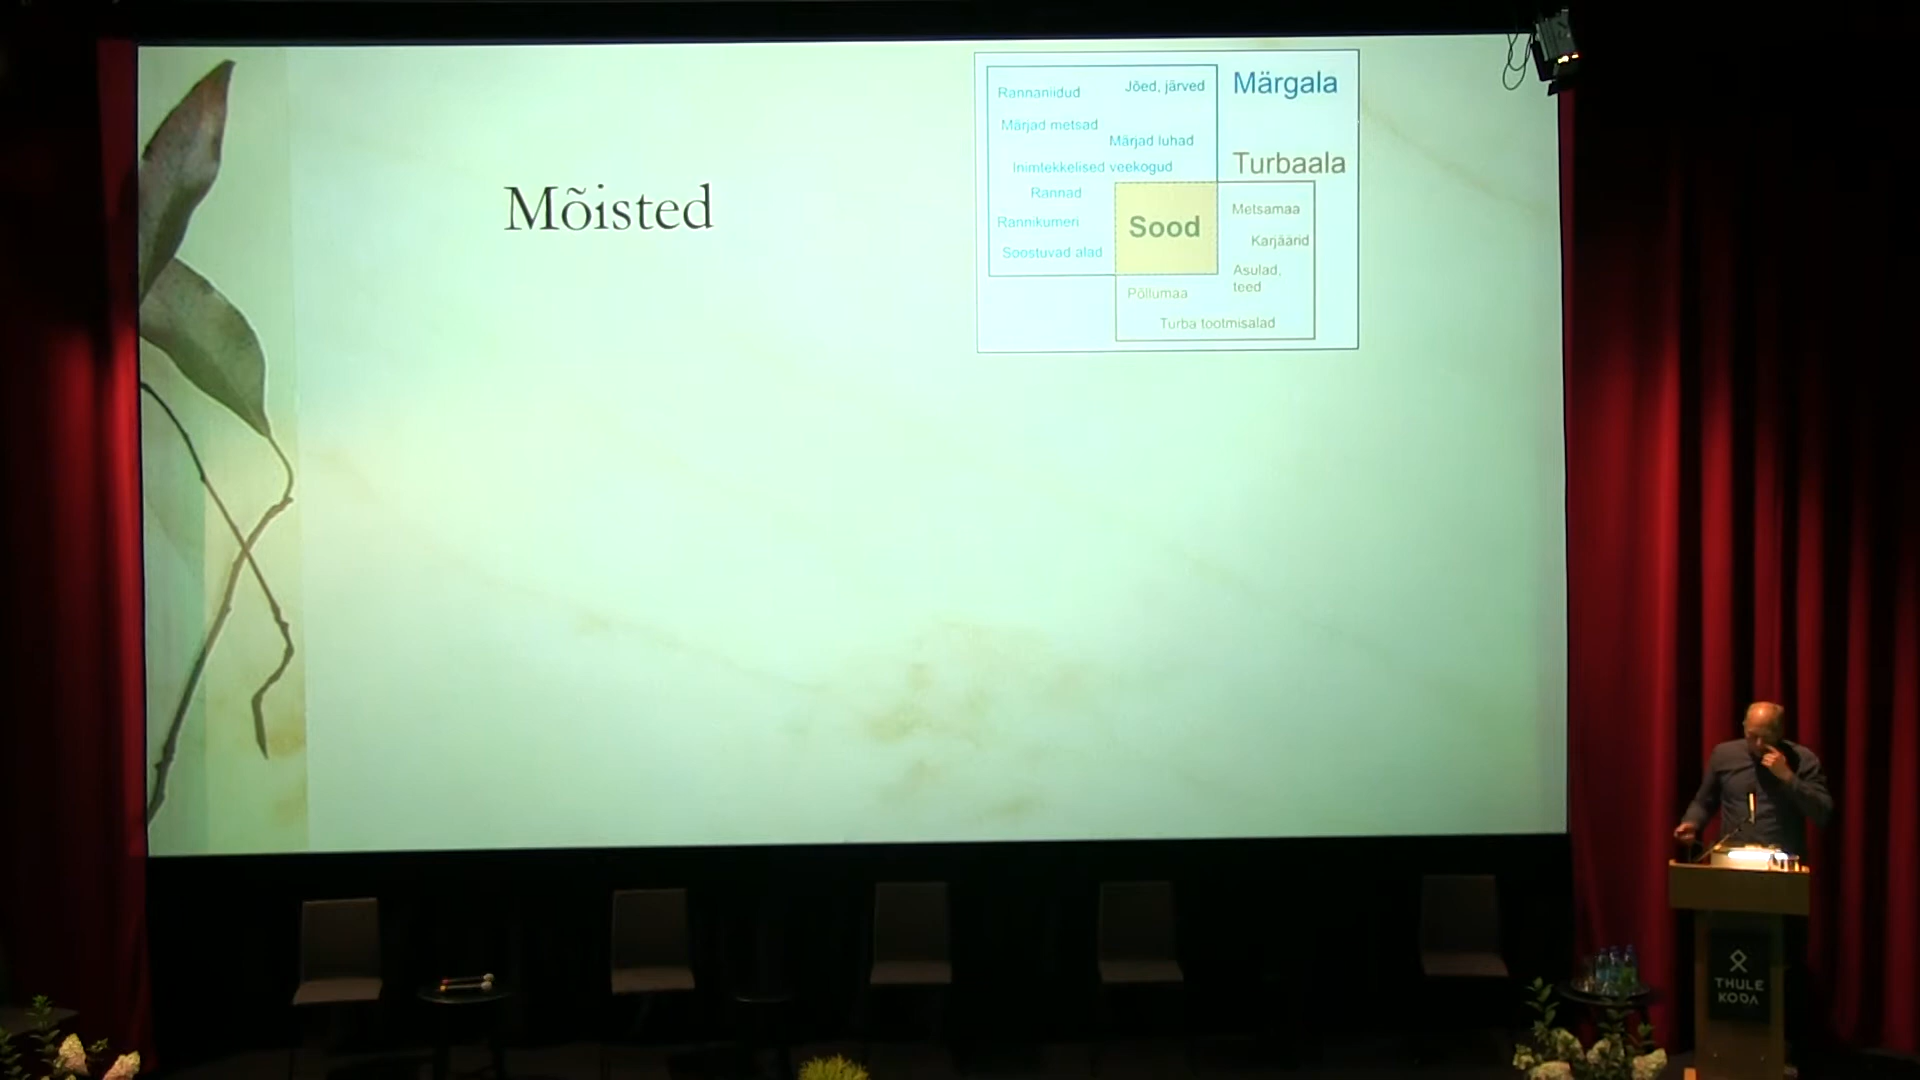 Mõisted
Märgala
Turbaala
Rannaniidud
Jõed, järved
Märjad metsad
Märjad luhad
Inimtekkelised veekogud
Rannad
Rannikumeri
Soostuvad alad
Sood
Metsamaa
Karjäärid
Asulad,
teed
Põllumaa
Turba tootmisalad
THULE
KODA